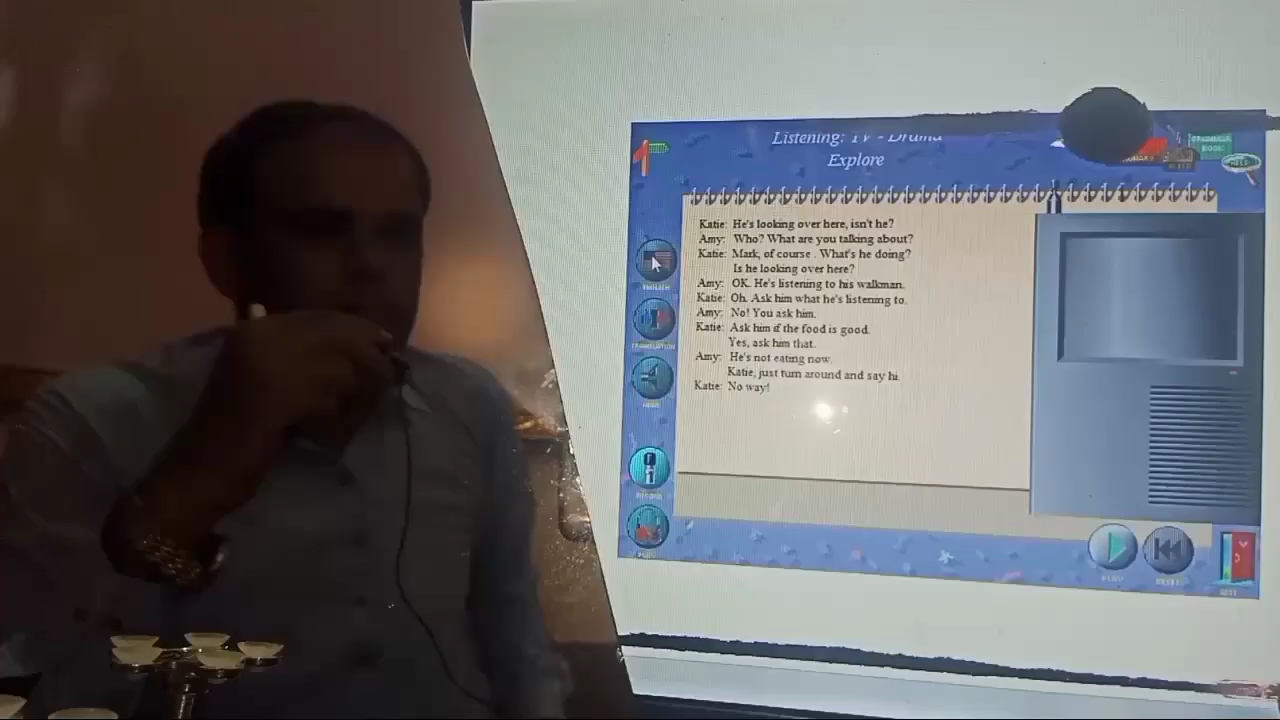 Listening: TV - Drama
Explore
Katie: He's looking over here, isn't he?
Amy: Who? What are you talking about?
Katie: Mark, of course . What's he doing?
Is he looking over here?
Amy: OK. He's listening to his walkman.
Katie: Oh. Ask him what he's listening to.
Amy: No! You ask him.
Katie: Ask him if the food is good.
Yes, ask him that.
Amy: He's not eating now.
Katie, just turn around and say hi.
Katie: No way!
ENGLISH
TRANSLATION
RECORD
PLAY